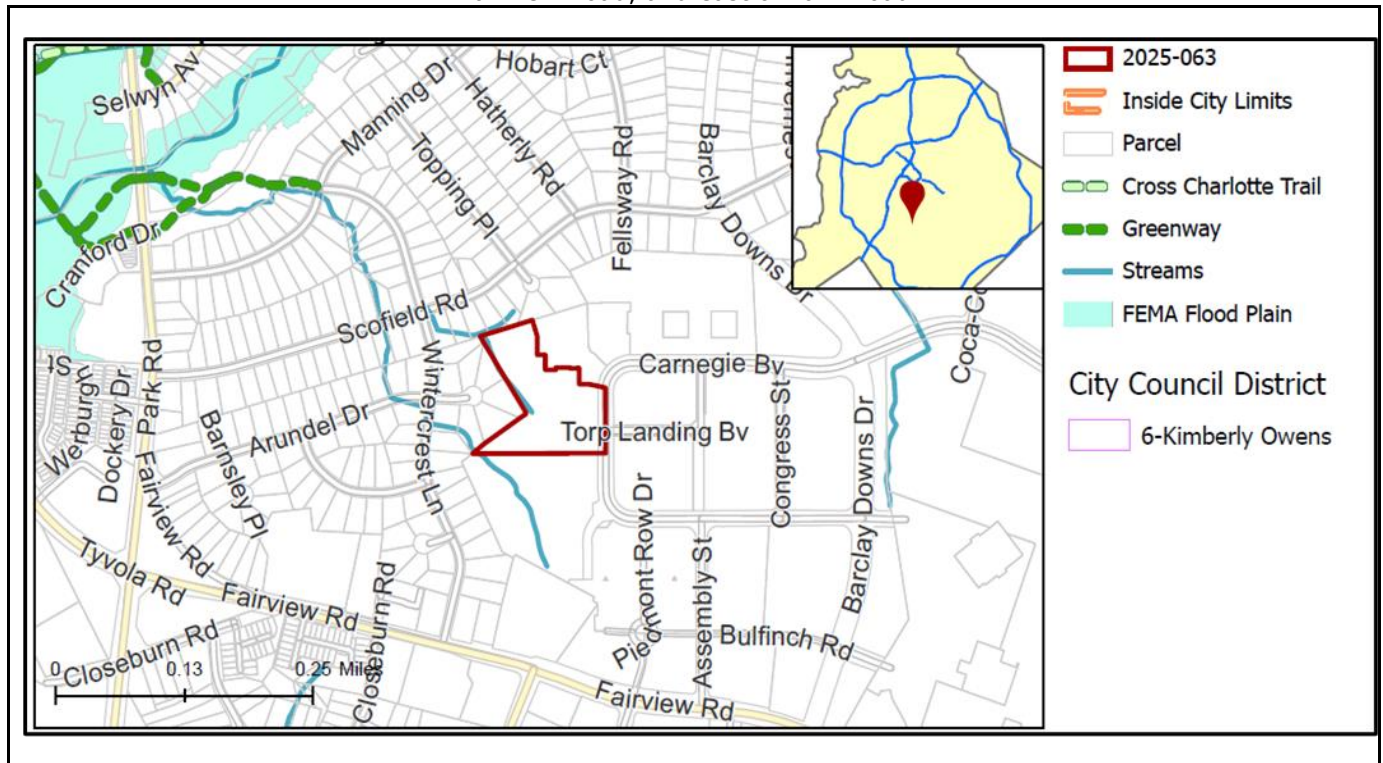 Selwyn Av
Manning Dr
Hobart Ct
Hatherly Rd
Topping Pl
Fellsway Rd
Barclay Downs Dr
Cranford Dr
Scofield Rd
Park Rd
Wintercrest Ln
Carnegie Bv
Coca-Co
Werburgh
St
Dockery Dr
Barnsley Pl
Arundel Dr
Torp Landing Bv
Congress St
Barclay Downs Dr
Fairview Rd
Tyvola Rd
Fairview Rd
Closeburn Rd
Closeburn Rd
Piedmont Row Dr
Assembly St
Bulfinch Rd
Fairview Rd
0 0.13 0.25 Miles
2025-063
Inside City Limits
Parcel
Cross Charlotte Trail
Greenway
Streams
FEMA Flood Plain
City Council District
6-Kimberly Owens